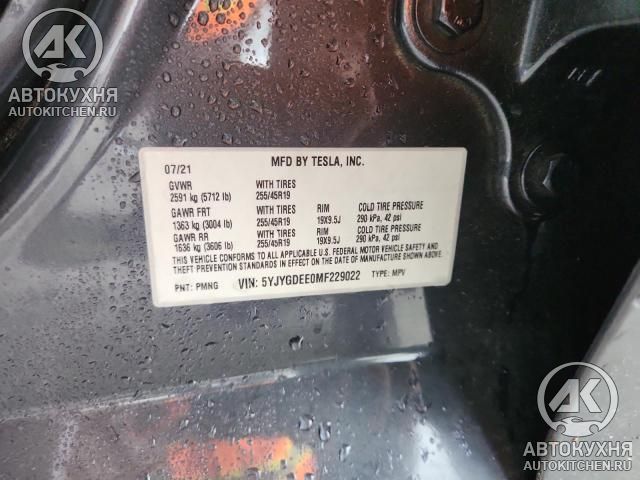 АК
АВТОКУХНЯ
AUTOKITCHEN.RU
07/21 MFD BY TESLA, INC.
GVWR WITH TIRES
2591 kg (5712 lb) 255/45R19
GAWR FRT WITH TIRES RIM COLD TIRE PRESSURE
1363 kg (3004 lb) 255/45R19 19X9.5J 290 kPa, 42 psi
GAWR RR WITH TIRES RIM COLD TIRE PRESSURE
1636 kg (3606 lb) 255/45R19 19X9.5J 290 kPa, 42 psi
THIS VEHICLE CONFORMS TO ALL APPLICABLE U.S. FEDERAL MOTOR VEHICLE SAFETY AND
THEFT PREVENTION STANDARDS IN EFFECT ON THE DATE OF MANUFACTURE SHOWN ABOVE.
PNT: PMNG VIN: 5YJYGDEE0MF229022 TYPE: MPV
АК
АВТОКУХНЯ
AUTOKITCHEN.RU